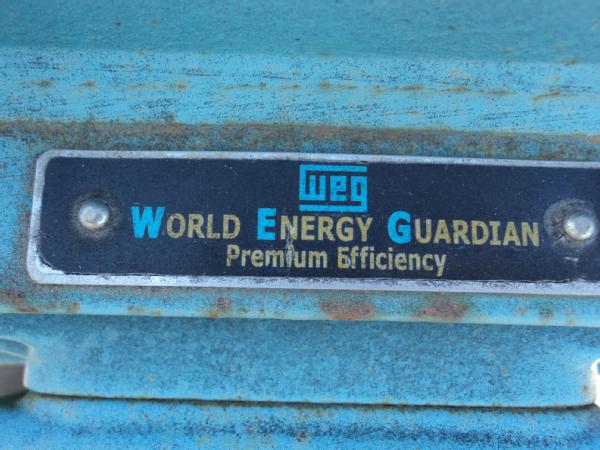 weg
WORLD ENERGY GUARDIAN
Premium Efficiency